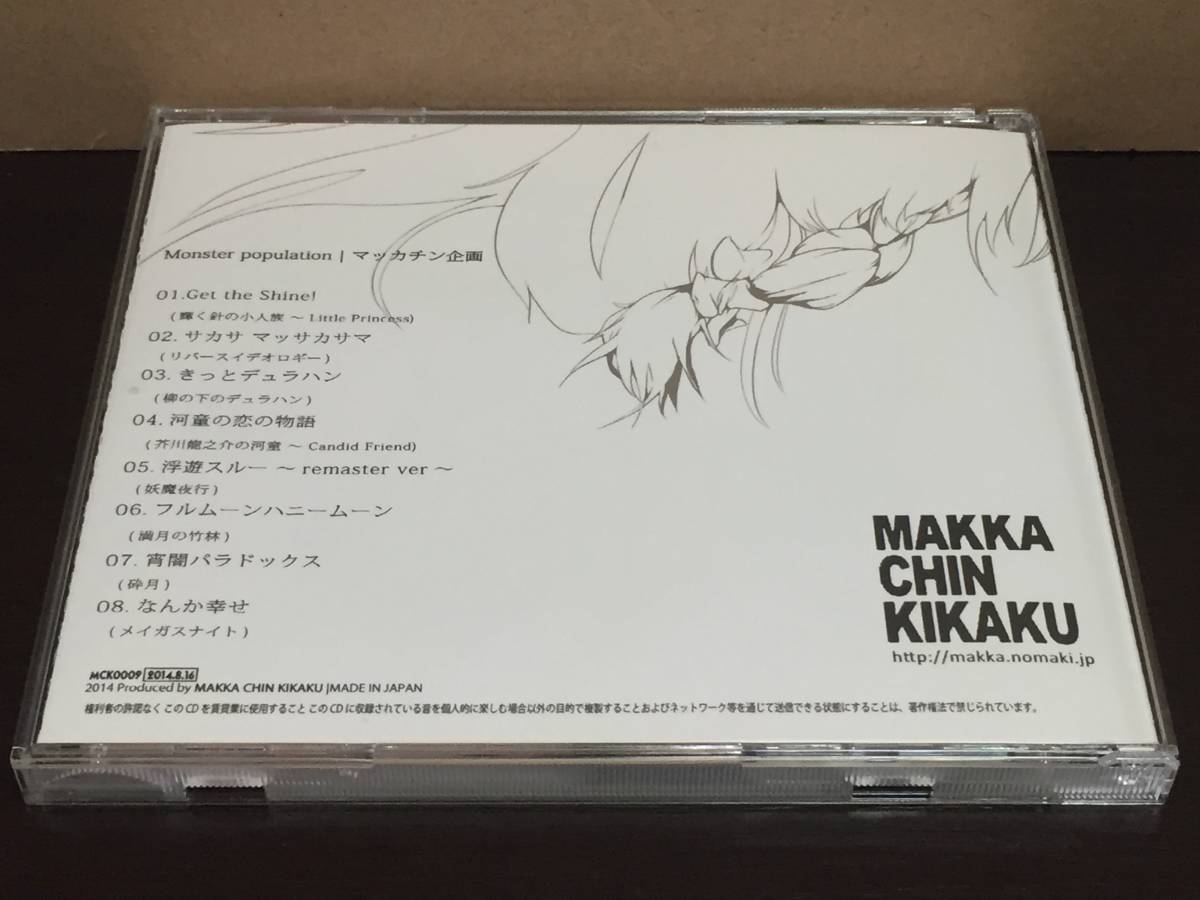 Monster population | マッカチン企画
01.Get the Shine!
(輝く針の小人族 ～ Little Princess)
02. サカサ マッサカサマ
(リバースイデオロギー)
03. きっとデュラハン
(柳の下のデュラハン)
04. 河童の恋の物語
(芥川龍之介の河童 ～ Candid Friend)
05. 浮遊スルー ～ remaster ver ～
(妖魔夜行)
06. フルムーンハニームーン
(満月の竹林)
07. 宵闇パラドックス
(砕月)
08. なんか幸せ
(メイガスナイト)
MAKKA
CHIN
KIKAKU
http://makka.nomaki.jp
MCK0009 2014.8.16
2014 Produced by MAKKA CHIN KIKAKU |MADE IN JAPAN
権利者の許諾なく このCDを賃貸業に使用すること このCDに収録されている音を個人的に楽しむ場合以外の目的で複製することおよびネットワーク等を通じて送信できる状態にすることは、著作権法で禁じられています。